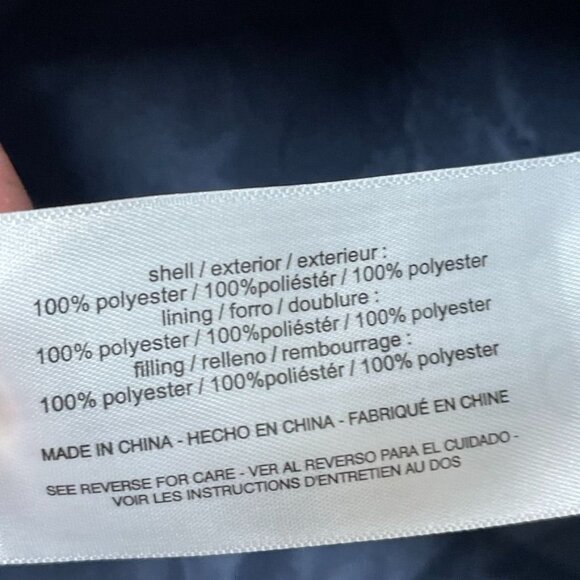 shell / exterior / exterieur :
100% polyester / 100%poliéstér / 100% polyester
lining / forro / doublure :
100% polyester / 100%poliéstér / 100% polyester
filling / relleno / rembourrage :
100% polyester / 100%poliéstér / 100% polyester
MADE IN CHINA - HECHO EN CHINA - FABRIQUÉ EN CHINE
SEE REVERSE FOR CARE - VER AL REVERSO PARA EL CUIDADO -
VOIR LES INSTRUCTIONS D'ENTRETIEN AU DOS